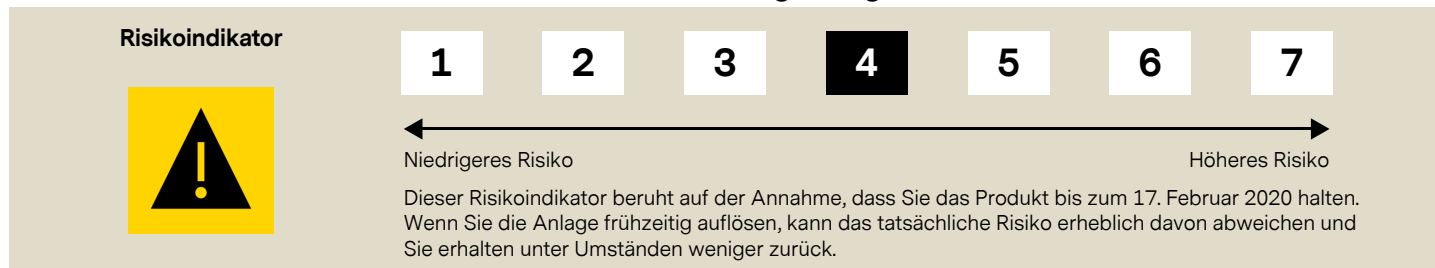 Risikoindikator
1 2 3 4 5 6 7
Niedrigeres Risiko Höheres Risiko
Dieser Risikoindikator beruht auf der Annahme, dass Sie das Produkt bis zum 17. Februar 2020 halten.
Wenn Sie die Anlage frühzeitig auflösen, kann das tatsächliche Risiko erheblich davon abweichen und
Sie erhalten unter Umständen weniger zurück.